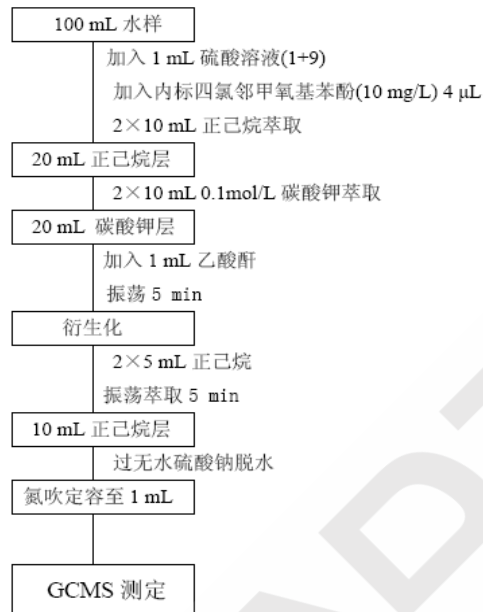 100 mL 水样
加入 1 mL 硫酸溶液(1+9)
加入内标四氯邻甲氧基苯酚(10 mg/L) 4 μL
2×10 mL 正己烷萃取
20 mL 正己烷层
2×10 mL 0.1mol/L 碳酸钾萃取
20 mL 碳酸钾层
加入 1 mL 乙酸酐
振荡 5 min
衍生化
2×5 mL 正己烷
振荡萃取 5 min
10 mL 正己烷层
过无水硫酸钠脱水
氮吹定容至 1 mL
GCMS 测定